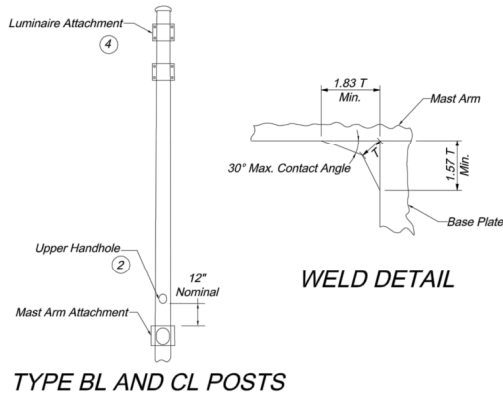 Luminaire Attachment
4
Upper Handhole
2
12"
Nominal
Mast Arm Attachment
TYPE BL AND CL POSTS
1.83 T
Min.
Mast Arm
T
30° Max. Contact Angle
1.57 T
Min.
Base Plate
WELD DETAIL